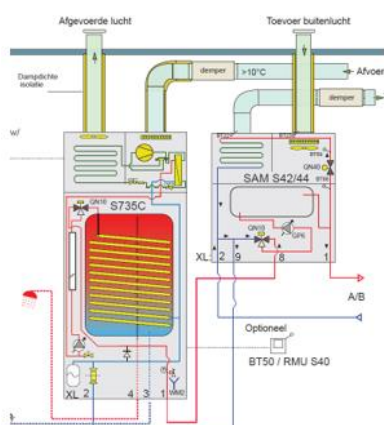 Afgevoerde lucht
Toevoer buitenlucht
Dampdichte
isolatie
demper
>10°C
Afvoer
demper
w/
SAM S42/44
QN40
S735C
QN10
QN10
GP6
XL:
2
9
8
1
A/B
Optioneel
BT50 / RMU S40
XL
2
4
3
1
WM2